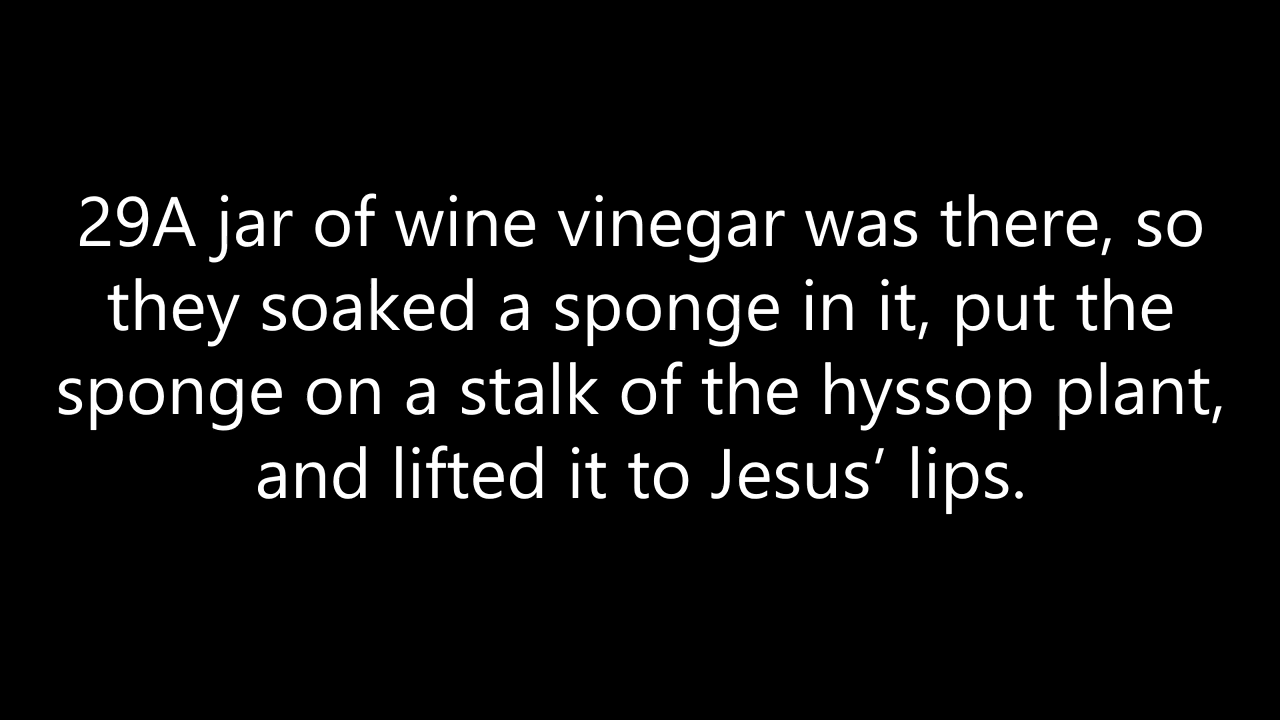 29A jar of wine vinegar was there, so
they soaked a sponge in it, put the
sponge on a stalk of the hyssop plant,
and lifted it to Jesus’ lips.